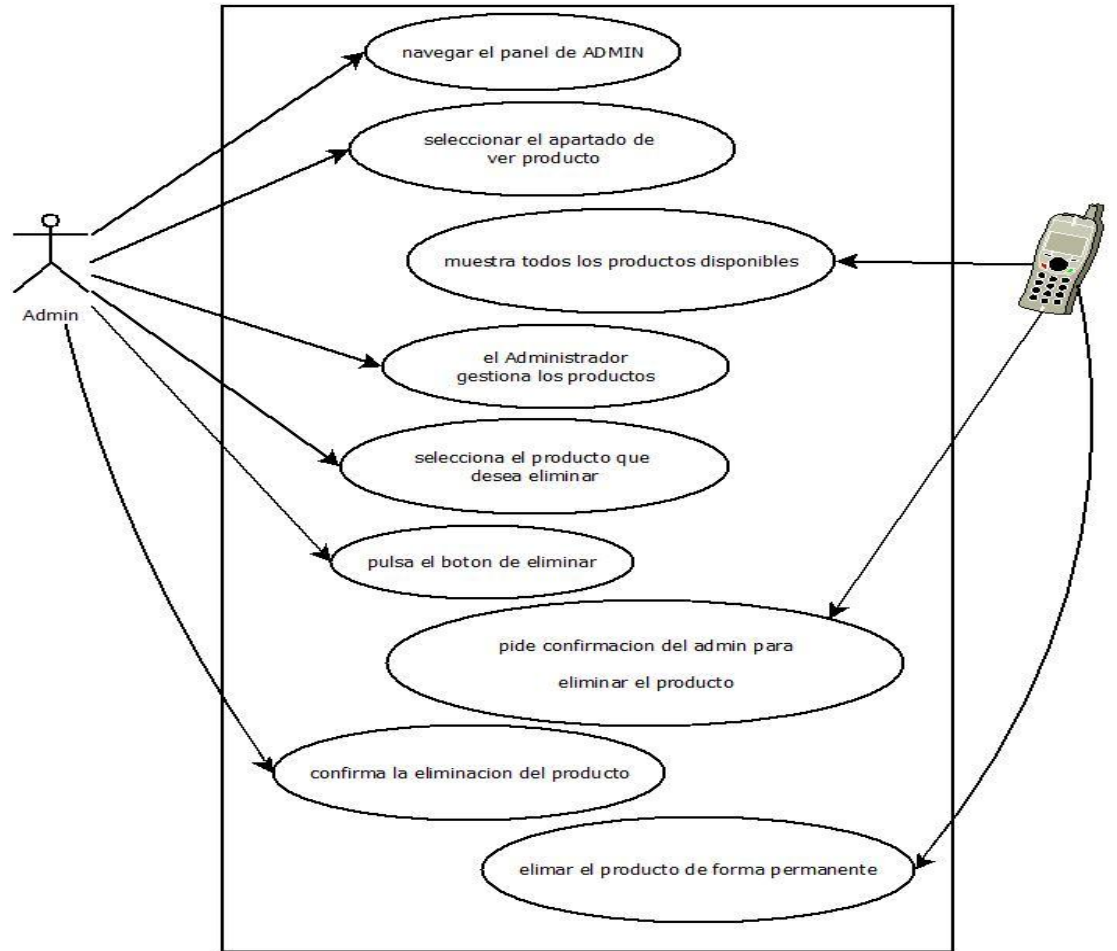 navegar el panel de ADMIN
seleccionar el apartado de
ver producto
muestra todos los productos disponibles
Admin
el Administrador
gestiona los productos
selecciona el producto que
desea eliminar
pulsa el boton de eliminar
pide confirmacion del admin para
eliminar el producto
confirma la eliminacion del producto
elimar el producto de forma permanente